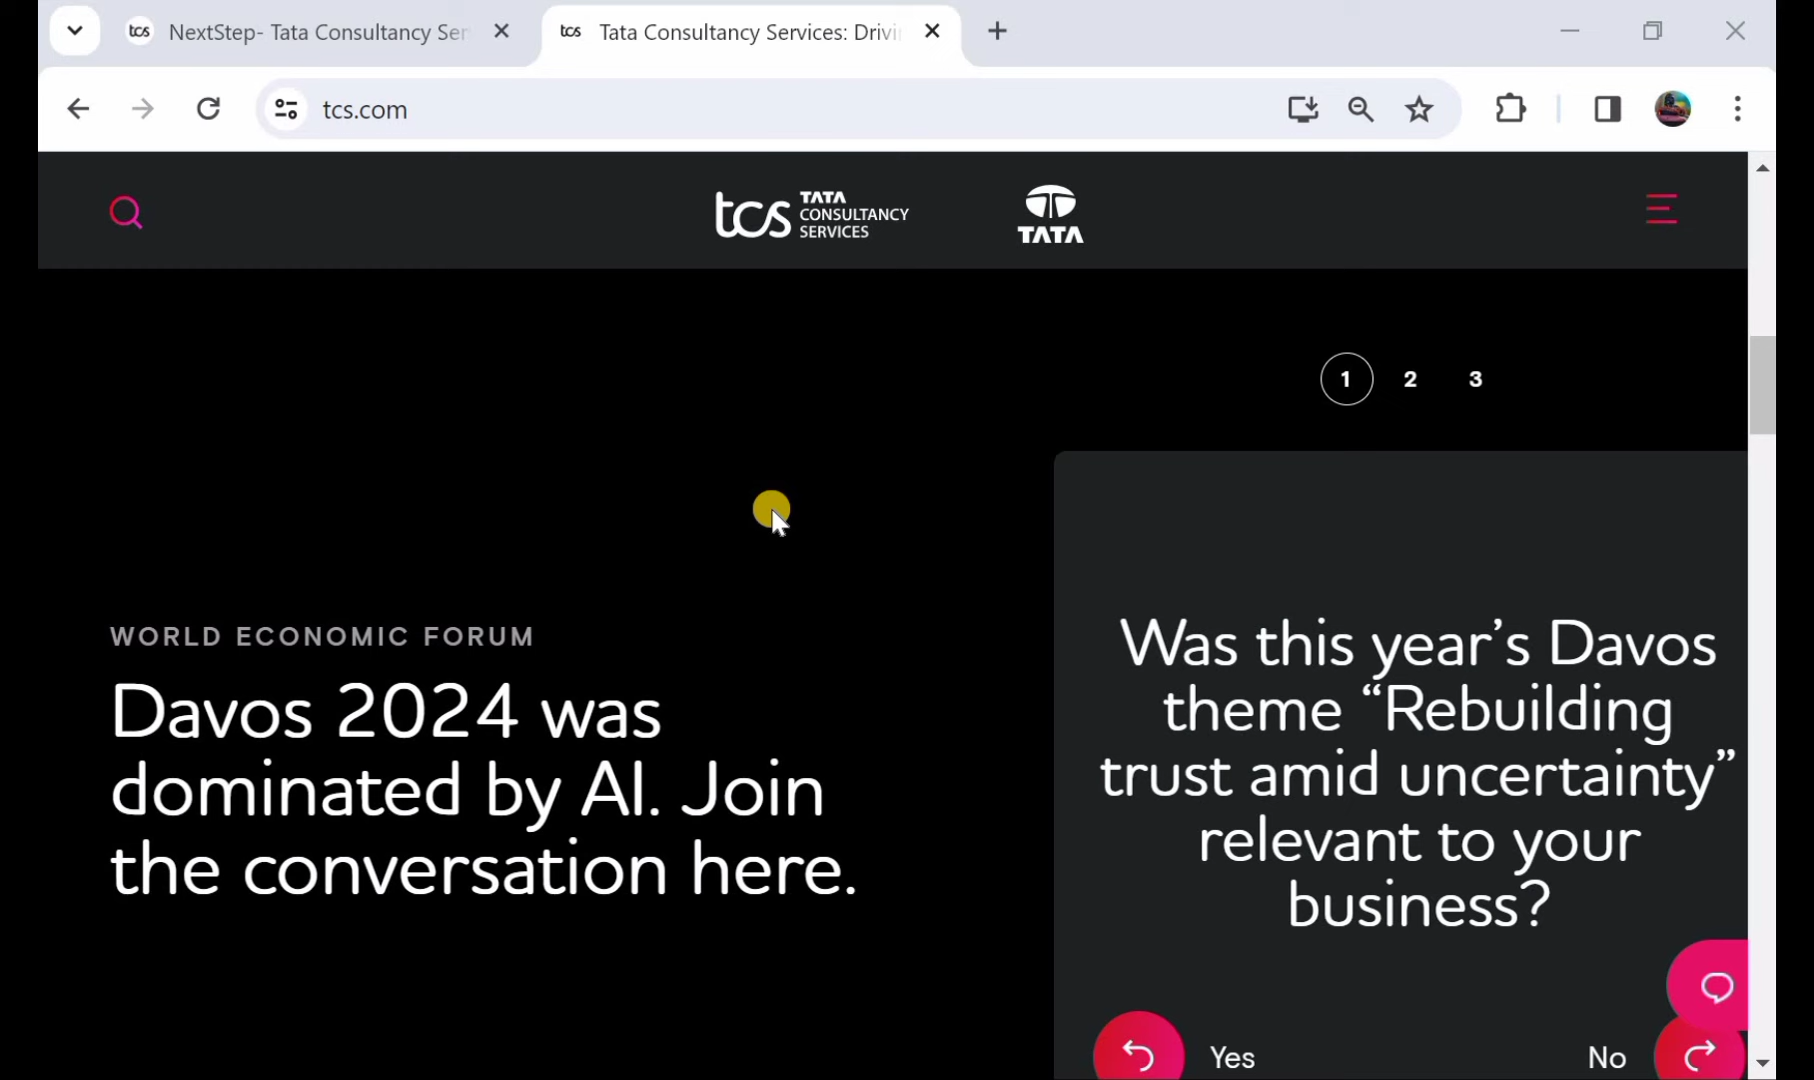 tcs NextStep- Tata Consultancy Ser
tcs Tata Consultancy Services: Drivi
tcs.com
tcs TATA
CONSULTANCY
SERVICES
TATA
1 2 3
WORLD ECONOMIC FORUM
Davos 2024 was
dominated by AI. Join
the conversation here.
Was this year’s Davos
theme “Rebuilding
trust amid uncertainty”
relevant to your
business?
Yes
No